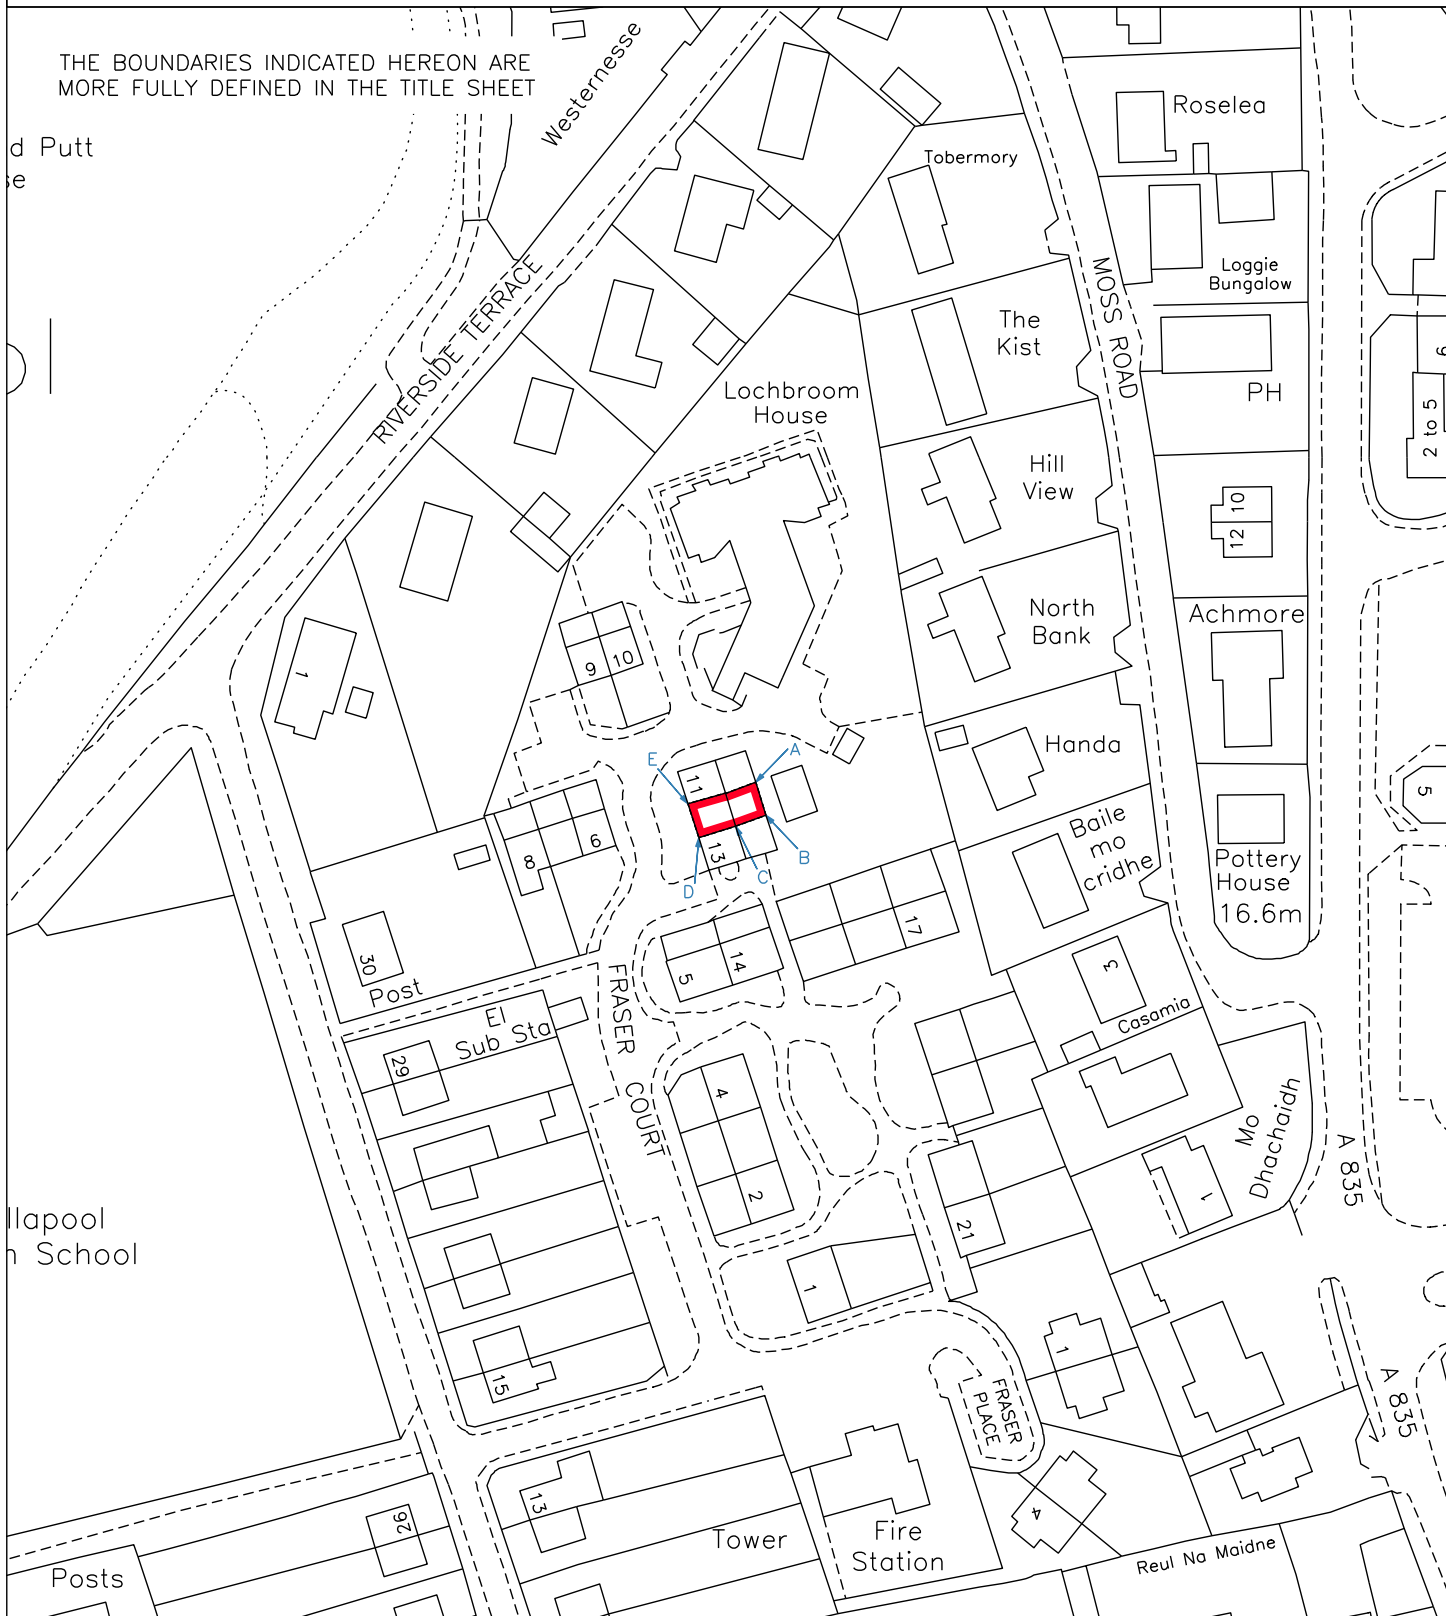 THE BOUNDARIES INDICATED HEREON ARE
MORE FULLY DEFINED IN THE TITLE SHEET
Westernesse
Roselea
d Putt
se
Tobermory
Loggie
Bungalow
RIVERSIDE TERRACE
MOSS ROAD
The
Kist
6
PH
Lochbroom
House
2 to 5
Hill
View
10
12
North
Bank
Achmore
9
10
1
Handa
A
E
11
5
Baile
mo
cridhe
6
8
13
B
C
D
Pottery
House
16.6m
17
30
Post
14
5
3
Casamia
FRASER
COURT
El
Sub Sta
29
4
Mo
Dhachaidh
A 835
2
1
llapool
n School
21
1
1
15
FRASER
PLACE
A 835
13
26
Tower
Fire
Station
4
Reul Na Maidne
Posts